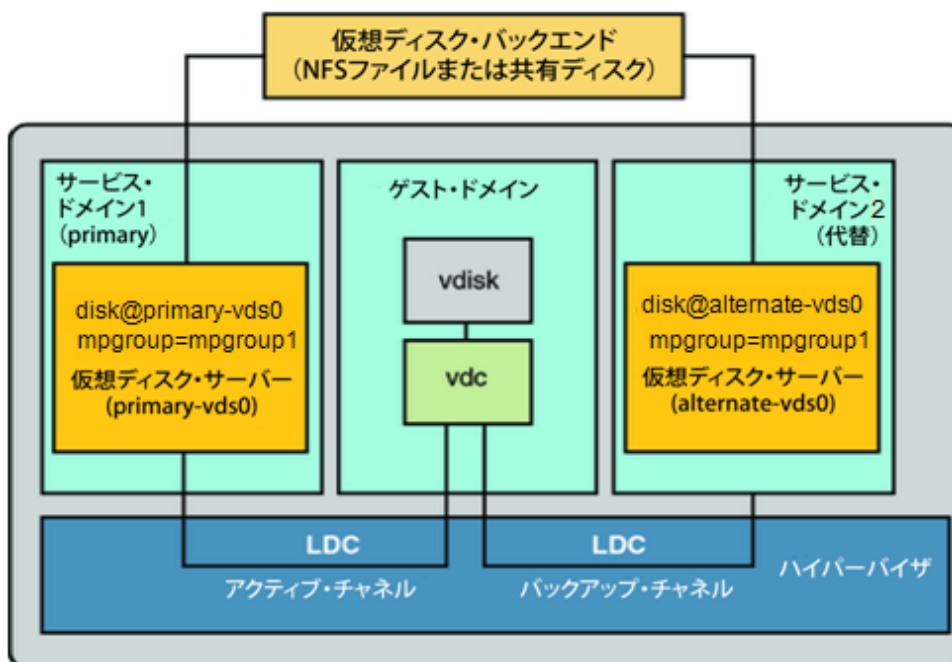 仮想ディスク・バックエンド
(NFSファイルまたは共有ディスク)
サービス・
ドメイン1
(primary)
disk@primary-vds0
mpgroup=mpgroup1
仮想ディスク・サーバー
(primary-vds0)
ゲスト・ドメイン
vdisk
vdc
サービス・
ドメイン2
(代替)
disk@alternate-vds0
mpgroup=mpgroup1
仮想ディスク・サーバー
(alternate-vds0)
LDC
アクティブ・チャネル
LDC
バックアップ・チャネル
ハイパーバイザ